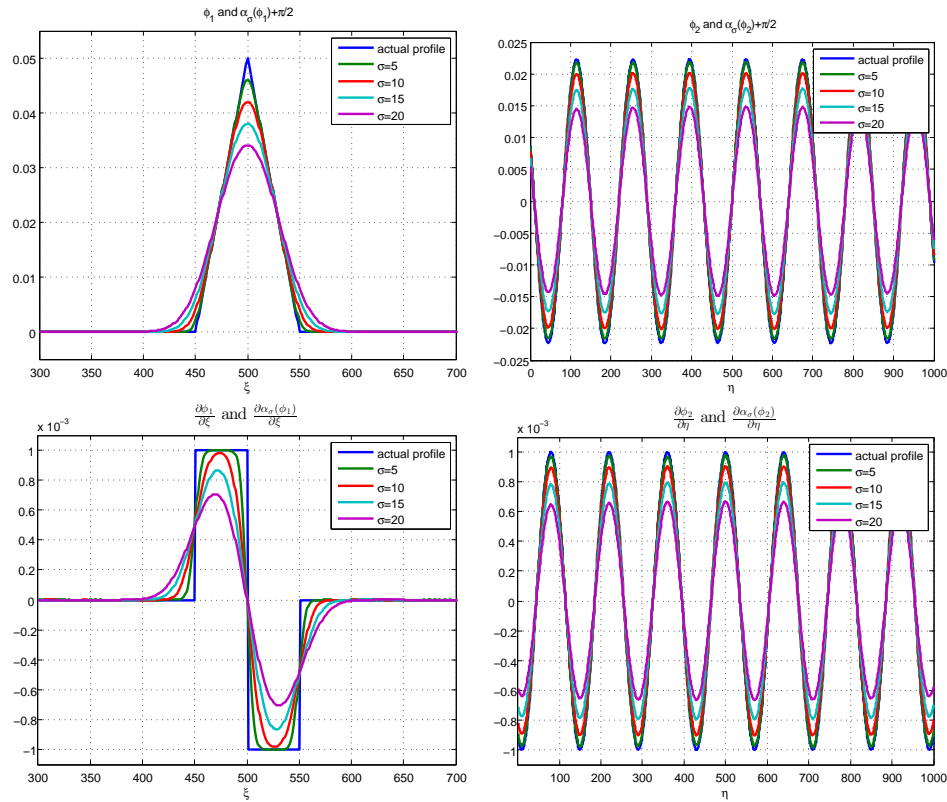 ϕ₁ and α_σ(ϕ₁)+π/2
0.05
0.04
0.03
0.02
0.01
0
300 350 400 450 500 550 600 650 700
ξ
actual profile
σ=5
σ=10
σ=15
σ=20
ϕ₂ and α_σ(ϕ₂)+π/2
0.025
0.02
0.015
0.01
0.005
0
−0.005
−0.01
−0.015
−0.02
−0.025
0 100 200 300 400 500 600 700 800 900 1000
η
actual profile
σ=5
σ=10
σ=15
σ=20
∂ϕ₁/∂ξ and ∂α_σ(ϕ₁)/∂ξ
x 10⁻³
1
0.8
0.6
0.4
0.2
0
−0.2
−0.4
−0.6
−0.8
−1
300 350 400 450 500 550 600 650 700
ξ
actual profile
σ=5
σ=10
σ=15
σ=20
∂ϕ₂/∂η and ∂α_σ(ϕ₂)/∂η
x 10⁻³
1
0.8
0.6
0.4
0.2
0
−0.2
−0.4
−0.6
−0.8
−1
100 200 300 400 500 600 700 800 900 1000
η
actual profile
σ=5
σ=10
σ=15
σ=20